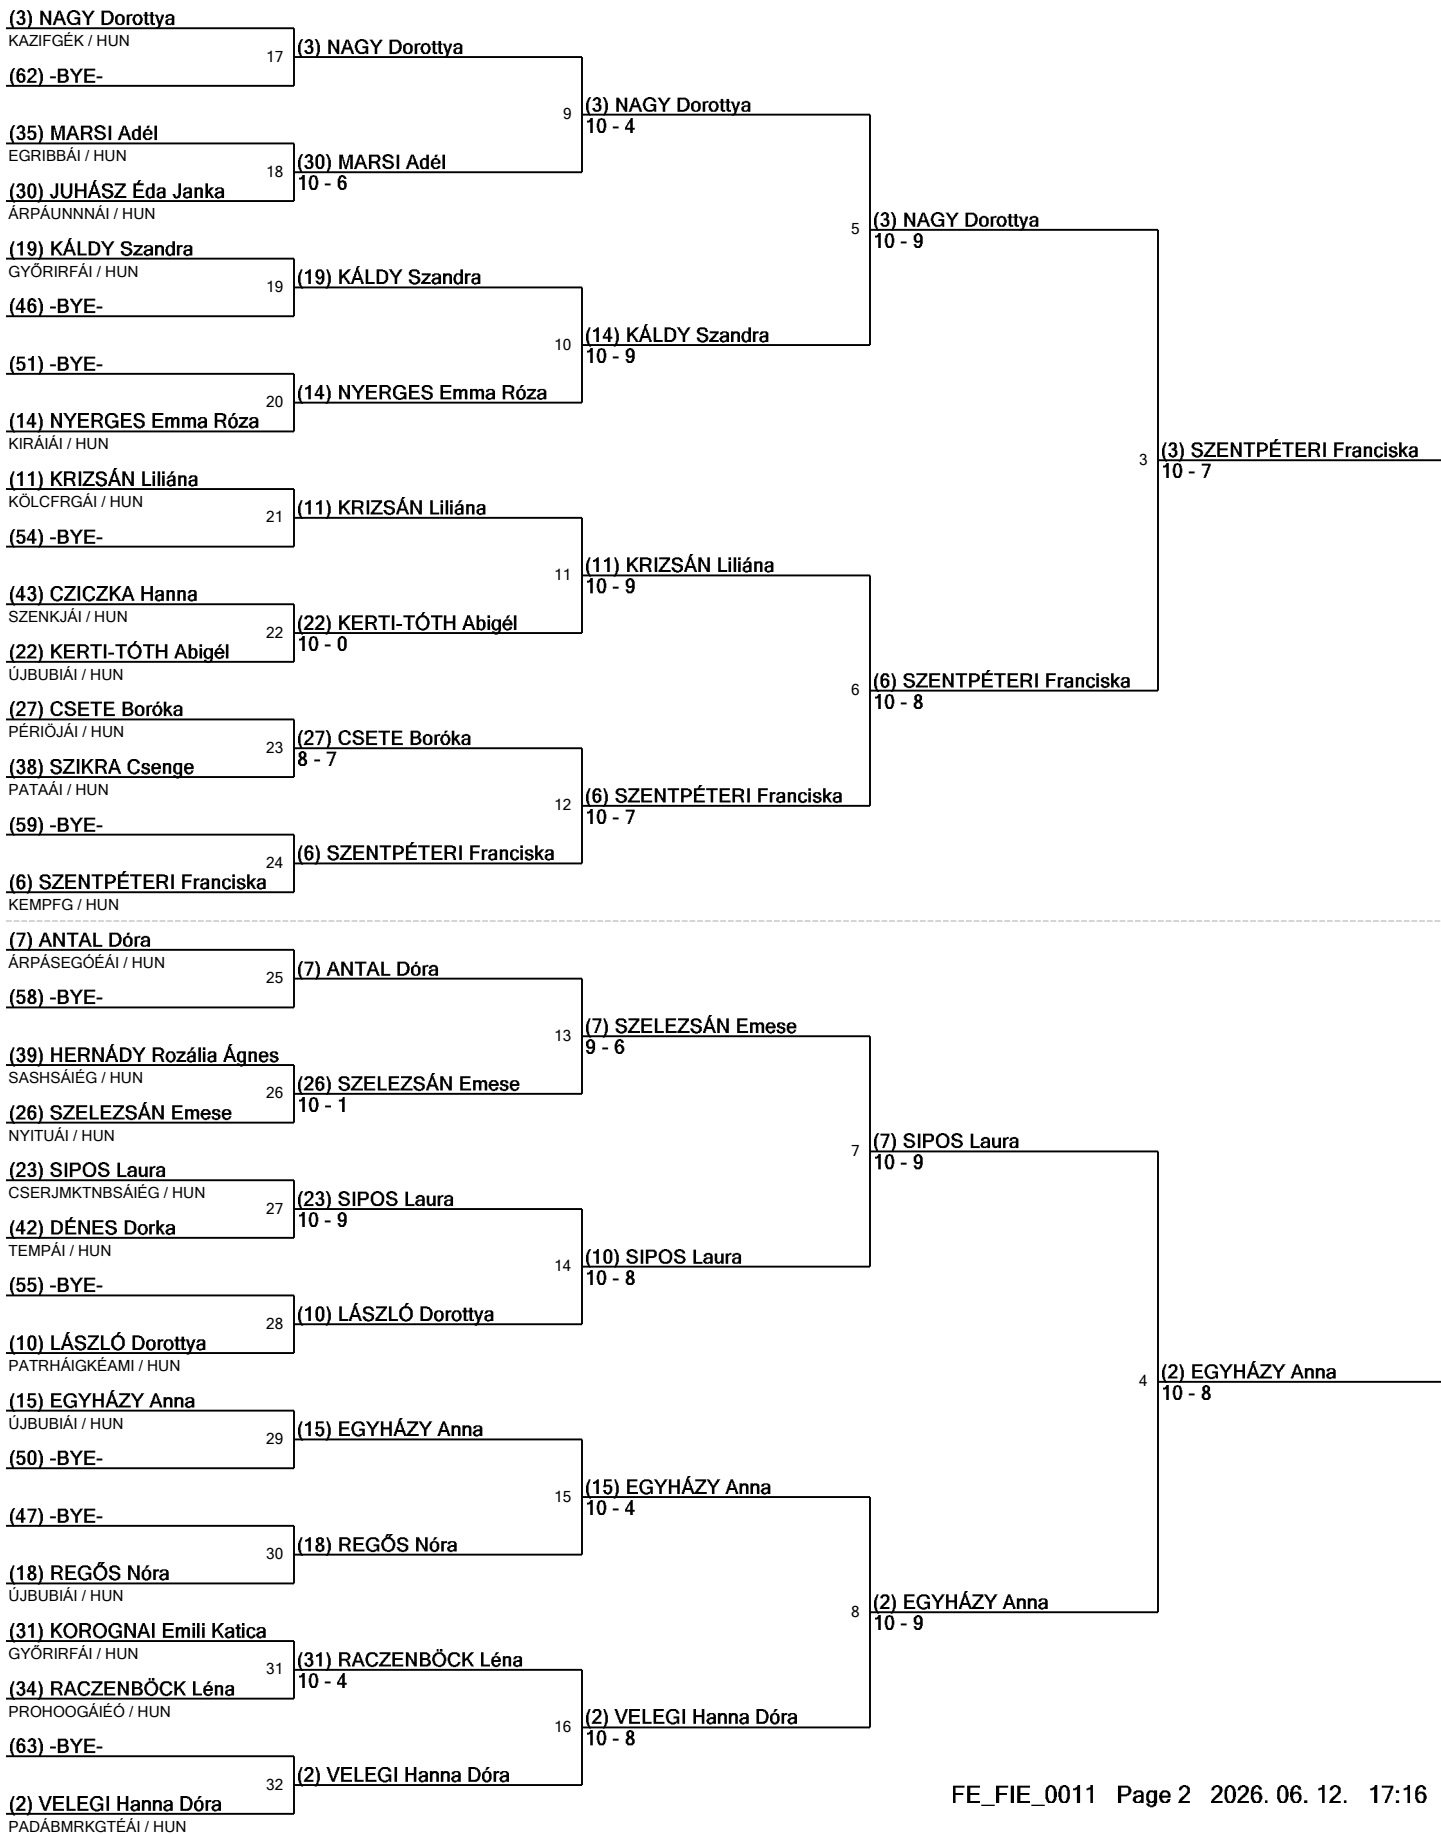 (3) NAGY Dorottya
KAZIFGÉK / HUN
17
(62) -BYE-
(3) NAGY Dorottya
9
(3) NAGY Dorottya
10 - 4
(35) MARSI Adél
EGRIBBÁI / HUN
18
(30) JUHÁSZ Éda Janka
ÁRPÁUNNNÁI / HUN
(30) MARSI Adél
10 - 6
5
(3) NAGY Dorottya
10 - 9
(19) KÁLDY Szandra
GYŐRIRFÁI / HUN
19
(46) -BYE-
(19) KÁLDY Szandra
10
(14) KÁLDY Szandra
10 - 9
(51) -BYE-
20
(14) NYERGES Emma Róza
KIRÁIÁI / HUN
(14) NYERGES Emma Róza
3
(3) SZENTPÉTERI Franciska
10 - 7
(11) KRIZSÁN Liliána
KÖLCFRGÁI / HUN
21
(54) -BYE-
(11) KRIZSÁN Liliána
11
(11) KRIZSÁN Liliána
10 - 9
(43) CZICZKA Hanna
SZENKJÁI / HUN
22
(22) KERTI-TÓTH Abigél
ÚJBUBIÁI / HUN
(22) KERTI-TÓTH Abigél
10 - 0
6
(6) SZENTPÉTERI Franciska
10 - 8
(27) CSETE Boróka
PÉRIÖJÁI / HUN
23
(38) SZIKRA Csenge
PATAÁI / HUN
(27) CSETE Boróka
8 - 7
12
(6) SZENTPÉTERI Franciska
10 - 7
(59) -BYE-
24
(6) SZENTPÉTERI Franciska
KEMPFG / HUN
(6) SZENTPÉTERI Franciska
(7) ANTAL Dóra
ÁRPÁSEGÓÉÁI / HUN
25
(58) -BYE-
(7) ANTAL Dóra
13
(7) SZELEZSÁN Emese
9 - 6
(39) HERNÁDY Rozália Ágnes
SASHSÁIÉG / HUN
26
(26) SZELEZSÁN Emese
NYITUÁI / HUN
(26) SZELEZSÁN Emese
10 - 1
7
(7) SIPOS Laura
10 - 9
(23) SIPOS Laura
CSERJMKTNBSÁIÉG / HUN
27
(42) DÉNES Dorka
TEMPÁI / HUN
(23) SIPOS Laura
10 - 9
14
(10) SIPOS Laura
10 - 8
(55) -BYE-
28
(10) LÁSZLÓ Dorottya
PATRHÁIGKÉAMI / HUN
(10) LÁSZLÓ Dorottya
4
(2) EGYHÁZY Anna
10 - 8
(15) EGYHÁZY Anna
ÚJBUBIÁI / HUN
29
(50) -BYE-
(15) EGYHÁZY Anna
15
(15) EGYHÁZY Anna
10 - 4
(47) -BYE-
30
(18) REGŐS Nóra
ÚJBUBIÁI / HUN
(18) REGŐS Nóra
8
(2) EGYHÁZY Anna
10 - 9
(31) KOROGNAI Emili Katica
GYŐRIRFÁI / HUN
31
(34) RACZENBÖCK Léna
PROHOOGÁIÉÓ / HUN
(31) RACZENBÖCK Léna
10 - 4
16
(2) VELEGI Hanna Dóra
10 - 8
(63) -BYE-
32
(2) VELEGI Hanna Dóra
PADÁBMRKGTÉÁI / HUN
(2) VELEGI Hanna Dóra
FE_FIE_0011 Page 2 2026. 06. 12. 17:16